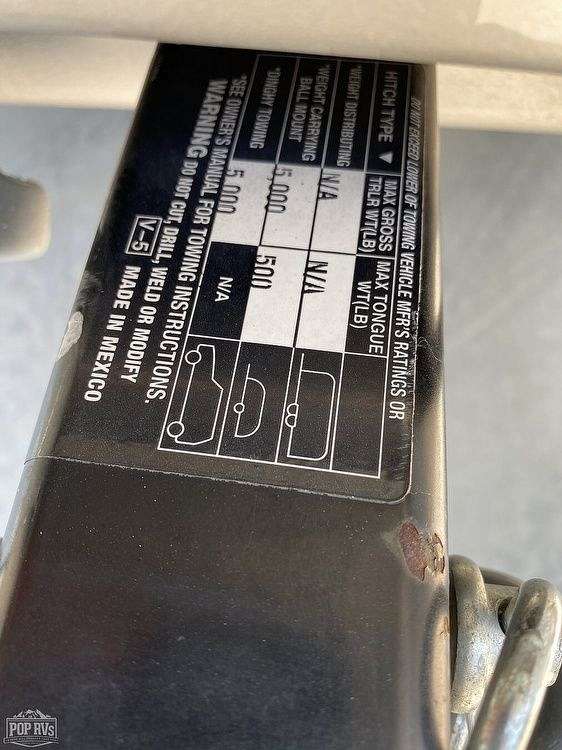 DO NOT EXCEED LOWER OF TOWING VEHICLE MFR'S RATINGS OR
HITCH TYPE ▼ MAX GROSS TRLR WT(LB) MAX TONGUE WT(LB)
*WEIGHT DISTRIBUTING N/A N/A
*WEIGHT CARRYING BALL MOUNT 5,000 500
*DINGHY TOWING 5,000 N/A
*SEE OWNER'S MANUAL FOR TOWING INSTRUCTIONS.
WARNING DO NOT CUT, DRILL, WELD OR MODIFY
V-5 MADE IN MEXICO
POP RVs